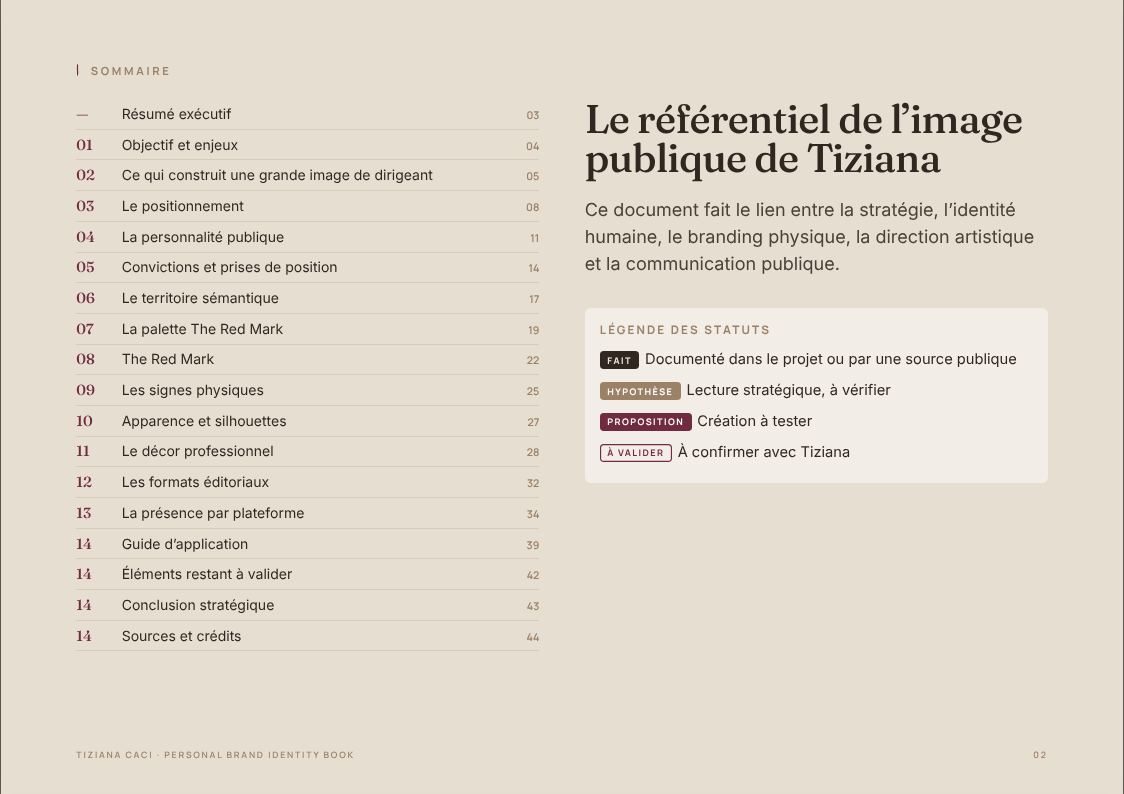 SOMMAIRE
— Résumé exécutif 03
01 Objectif et enjeux 04
02 Ce qui construit une grande image de dirigeant 05
03 Le positionnement 08
04 La personnalité publique 11
05 Convictions et prises de position 14
06 Le territoire sémantique 17
07 La palette The Red Mark 19
08 The Red Mark 22
09 Les signes physiques 25
10 Apparence et silhouettes 27
11 Le décor professionnel 28
12 Les formats éditoriaux 32
13 La présence par plateforme 34
14 Guide d’application 39
14 Éléments restant à valider 42
14 Conclusion stratégique 43
14 Sources et crédits 44
Le référentiel de l’image
publique de Tiziana
Ce document fait le lien entre la stratégie, l’identité
humaine, le branding physique, la direction artistique
et la communication publique.
LÉGENDE DES STATUTS
FAIT Documenté dans le projet ou par une source publique
HYPOTHÈSE Lecture stratégique, à vérifier
PROPOSITION Création à tester
À VALIDER À confirmer avec Tiziana
TIZIANA CACI · PERSONAL BRAND IDENTITY BOOK 02